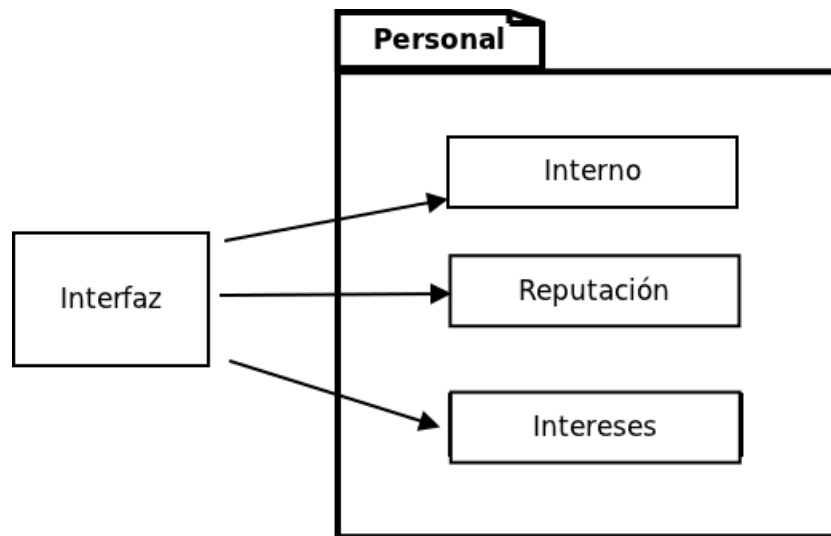 Personal
Interno
Interfaz
Reputación
Intereses